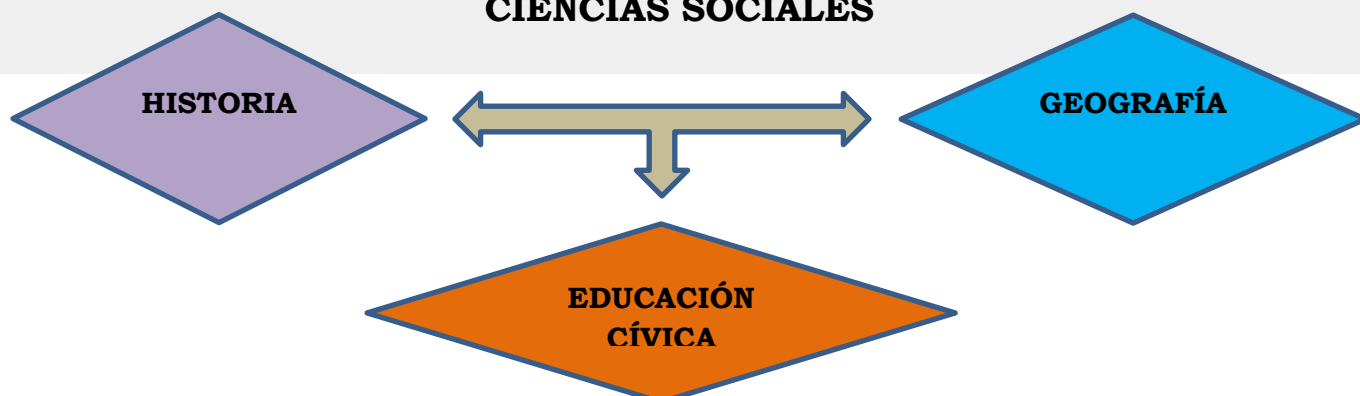 CIENCIAS SOCIALES
HISTORIA
GEOGRAFÍA
EDUCACIÓN
CÍVICA